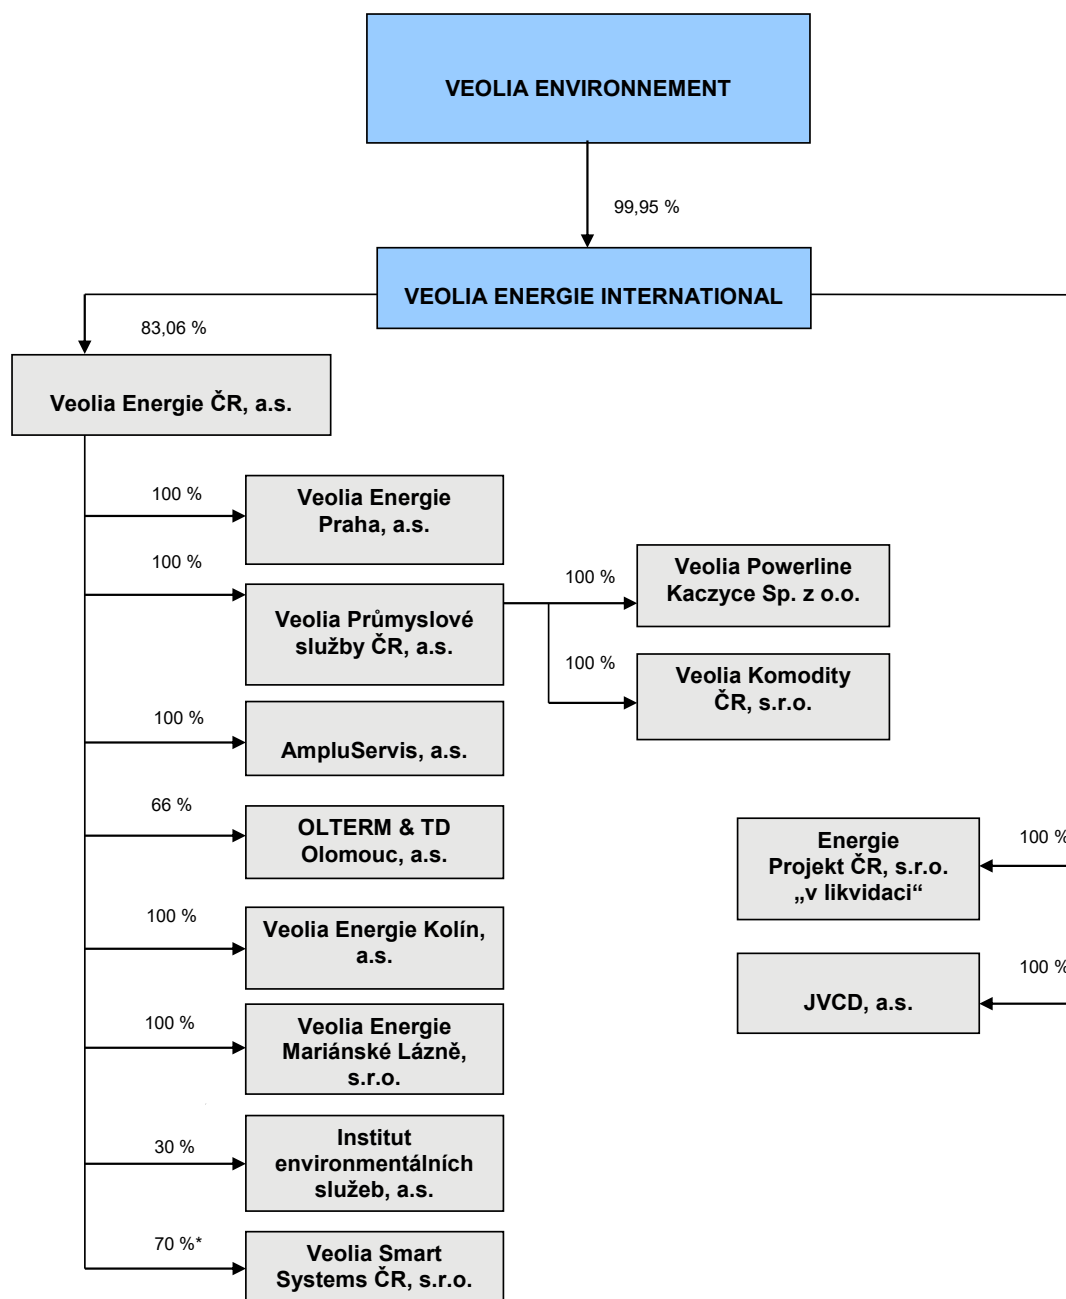 VEOLIA ENVIRONNEMENT
99,95 %
VEOLIA ENERGIE INTERNATIONAL
83,06 %
Veolia Energie ČR, a.s.
100 %
Veolia Energie
Praha, a.s.
100 %
Veolia Průmyslové
služby ČR, a.s.
100 %
Veolia Powerline
Kaczyce Sp. z o.o.
100 %
Veolia Komodity
ČR, s.r.o.
100 %
AmpluServis, a.s.
66 %
OLTERM & TD
Olomouc, a.s.
100 %
Energie
Projekt ČR, s.r.o.
„v likvidaci“
100 %
Veolia Energie Kolín,
a.s.
100 %
JVCD, a.s.
100 %
Veolia Energie
Mariánské Lázně,
s.r.o.
30 %
Institut
environmentálních
služeb, a.s.
70 %*
Veolia Smart
Systems ČR, s.r.o.